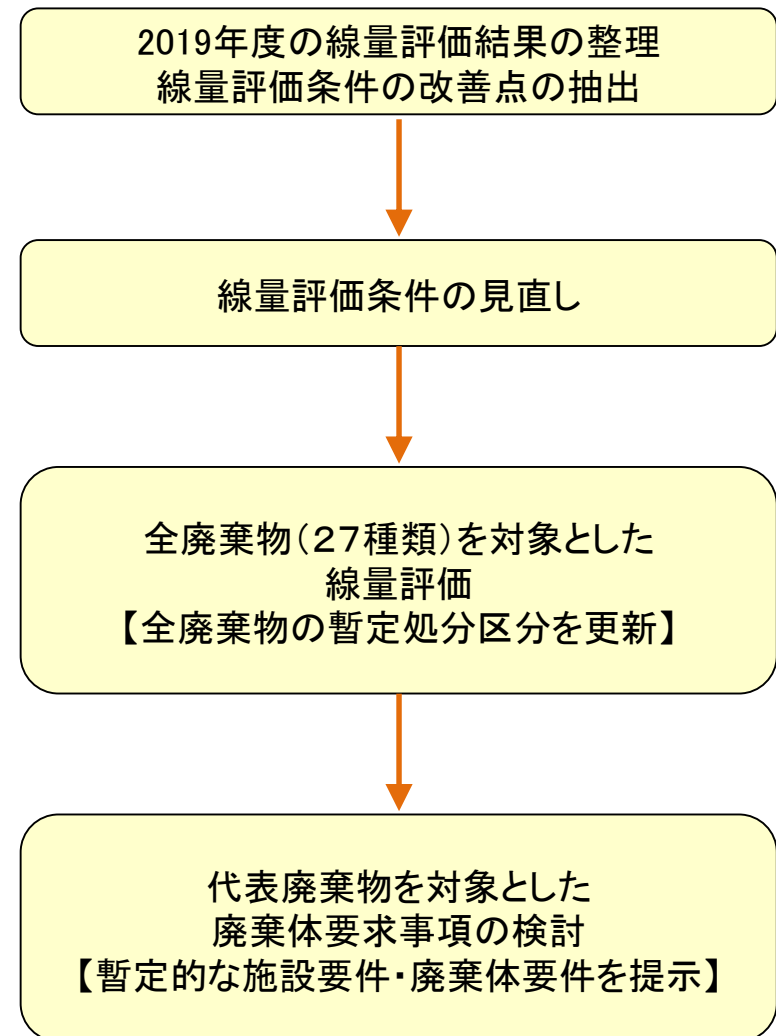 2019年度の線量評価結果の整理
線量評価条件の改善点の抽出
線量評価条件の見直し
全廃棄物(27種類)を対象とした
線量評価
【全廃棄物の暫定処分区分を更新】
代表廃棄物を対象とした
廃棄体要求事項の検討
【暫定的な施設要件・廃棄体要件を提示】